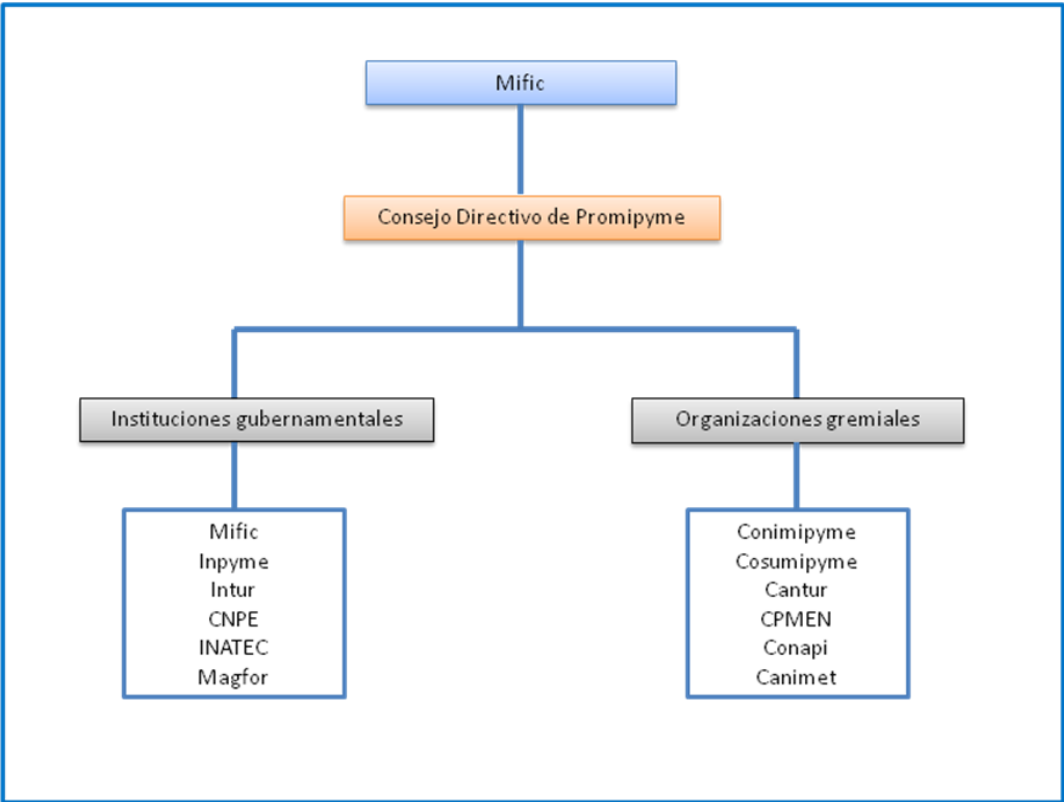 Mific
Consejo Directivo de Promipyme
Instituciones gubernamentales
Mific
Inpyme
Intur
CNPE
INATEC
Magfor
Organizaciones gremiales
Conimipyme
Cosumipyme
Cantur
CPMEN
Conapi
Canimet